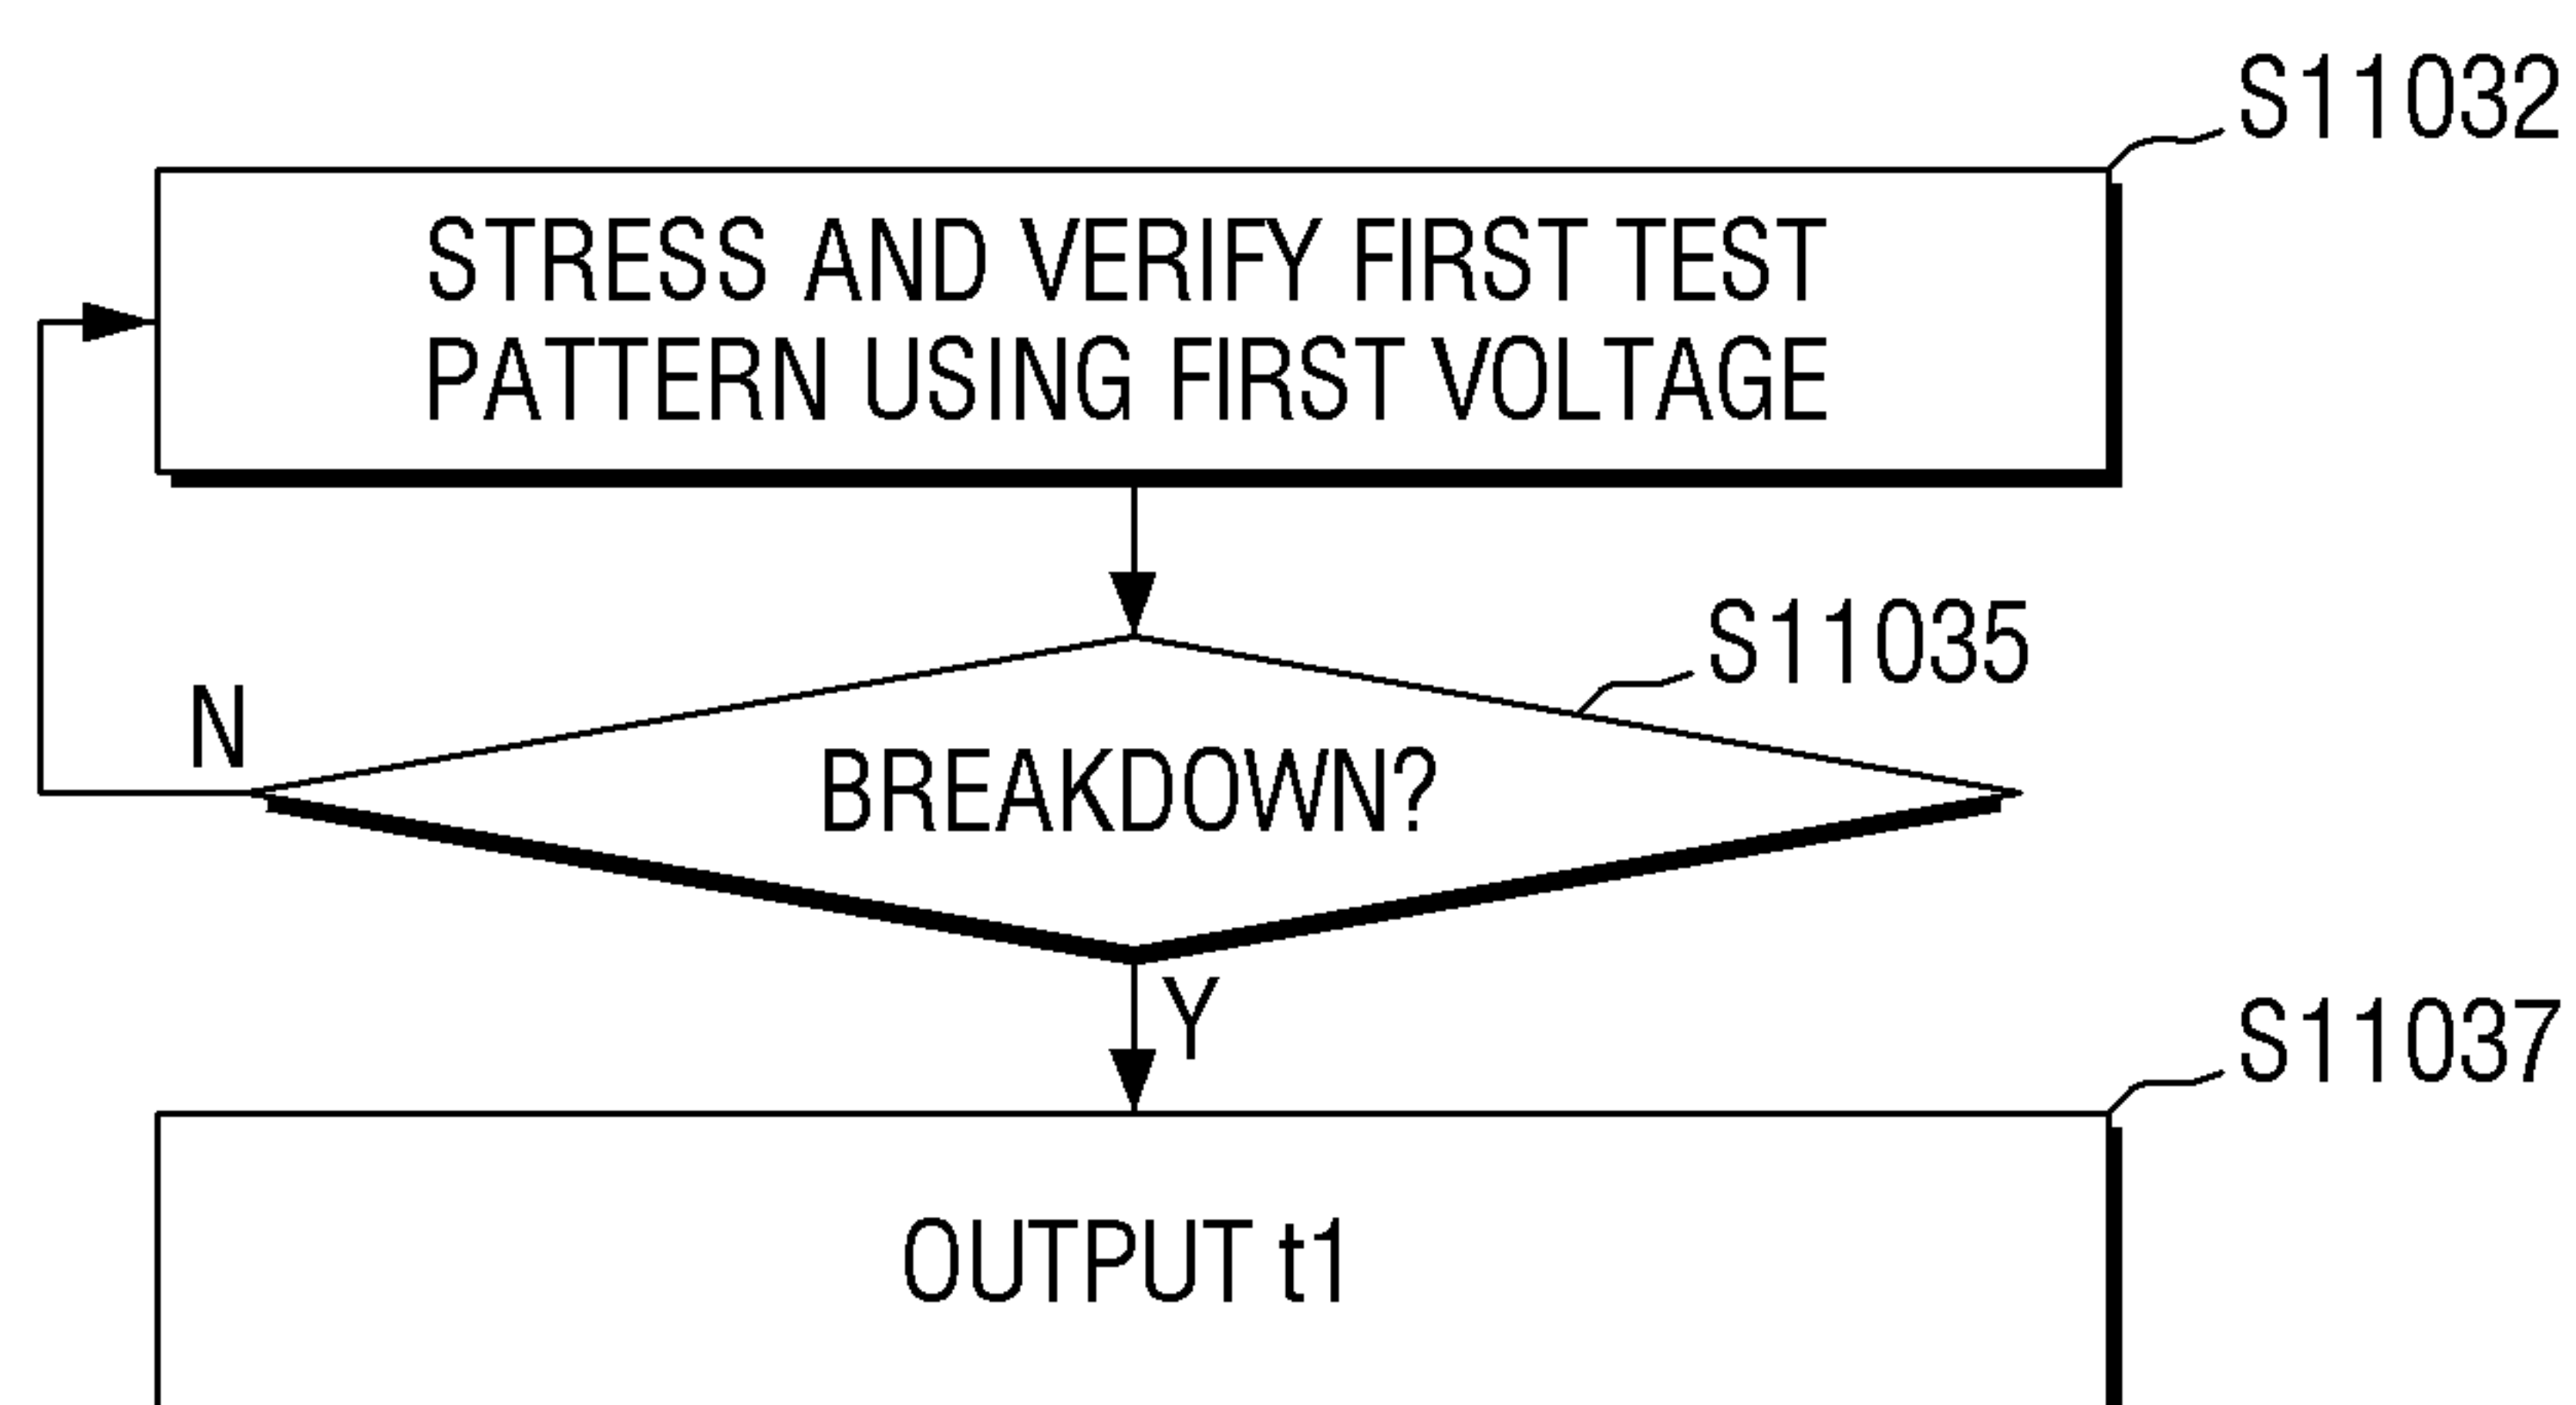 S11032
STRESS AND VERIFY FIRST TEST
PATTERN USING FIRST VOLTAGE
S11035
N
BREAKDOWN?
Y
S11037
OUTPUT t1